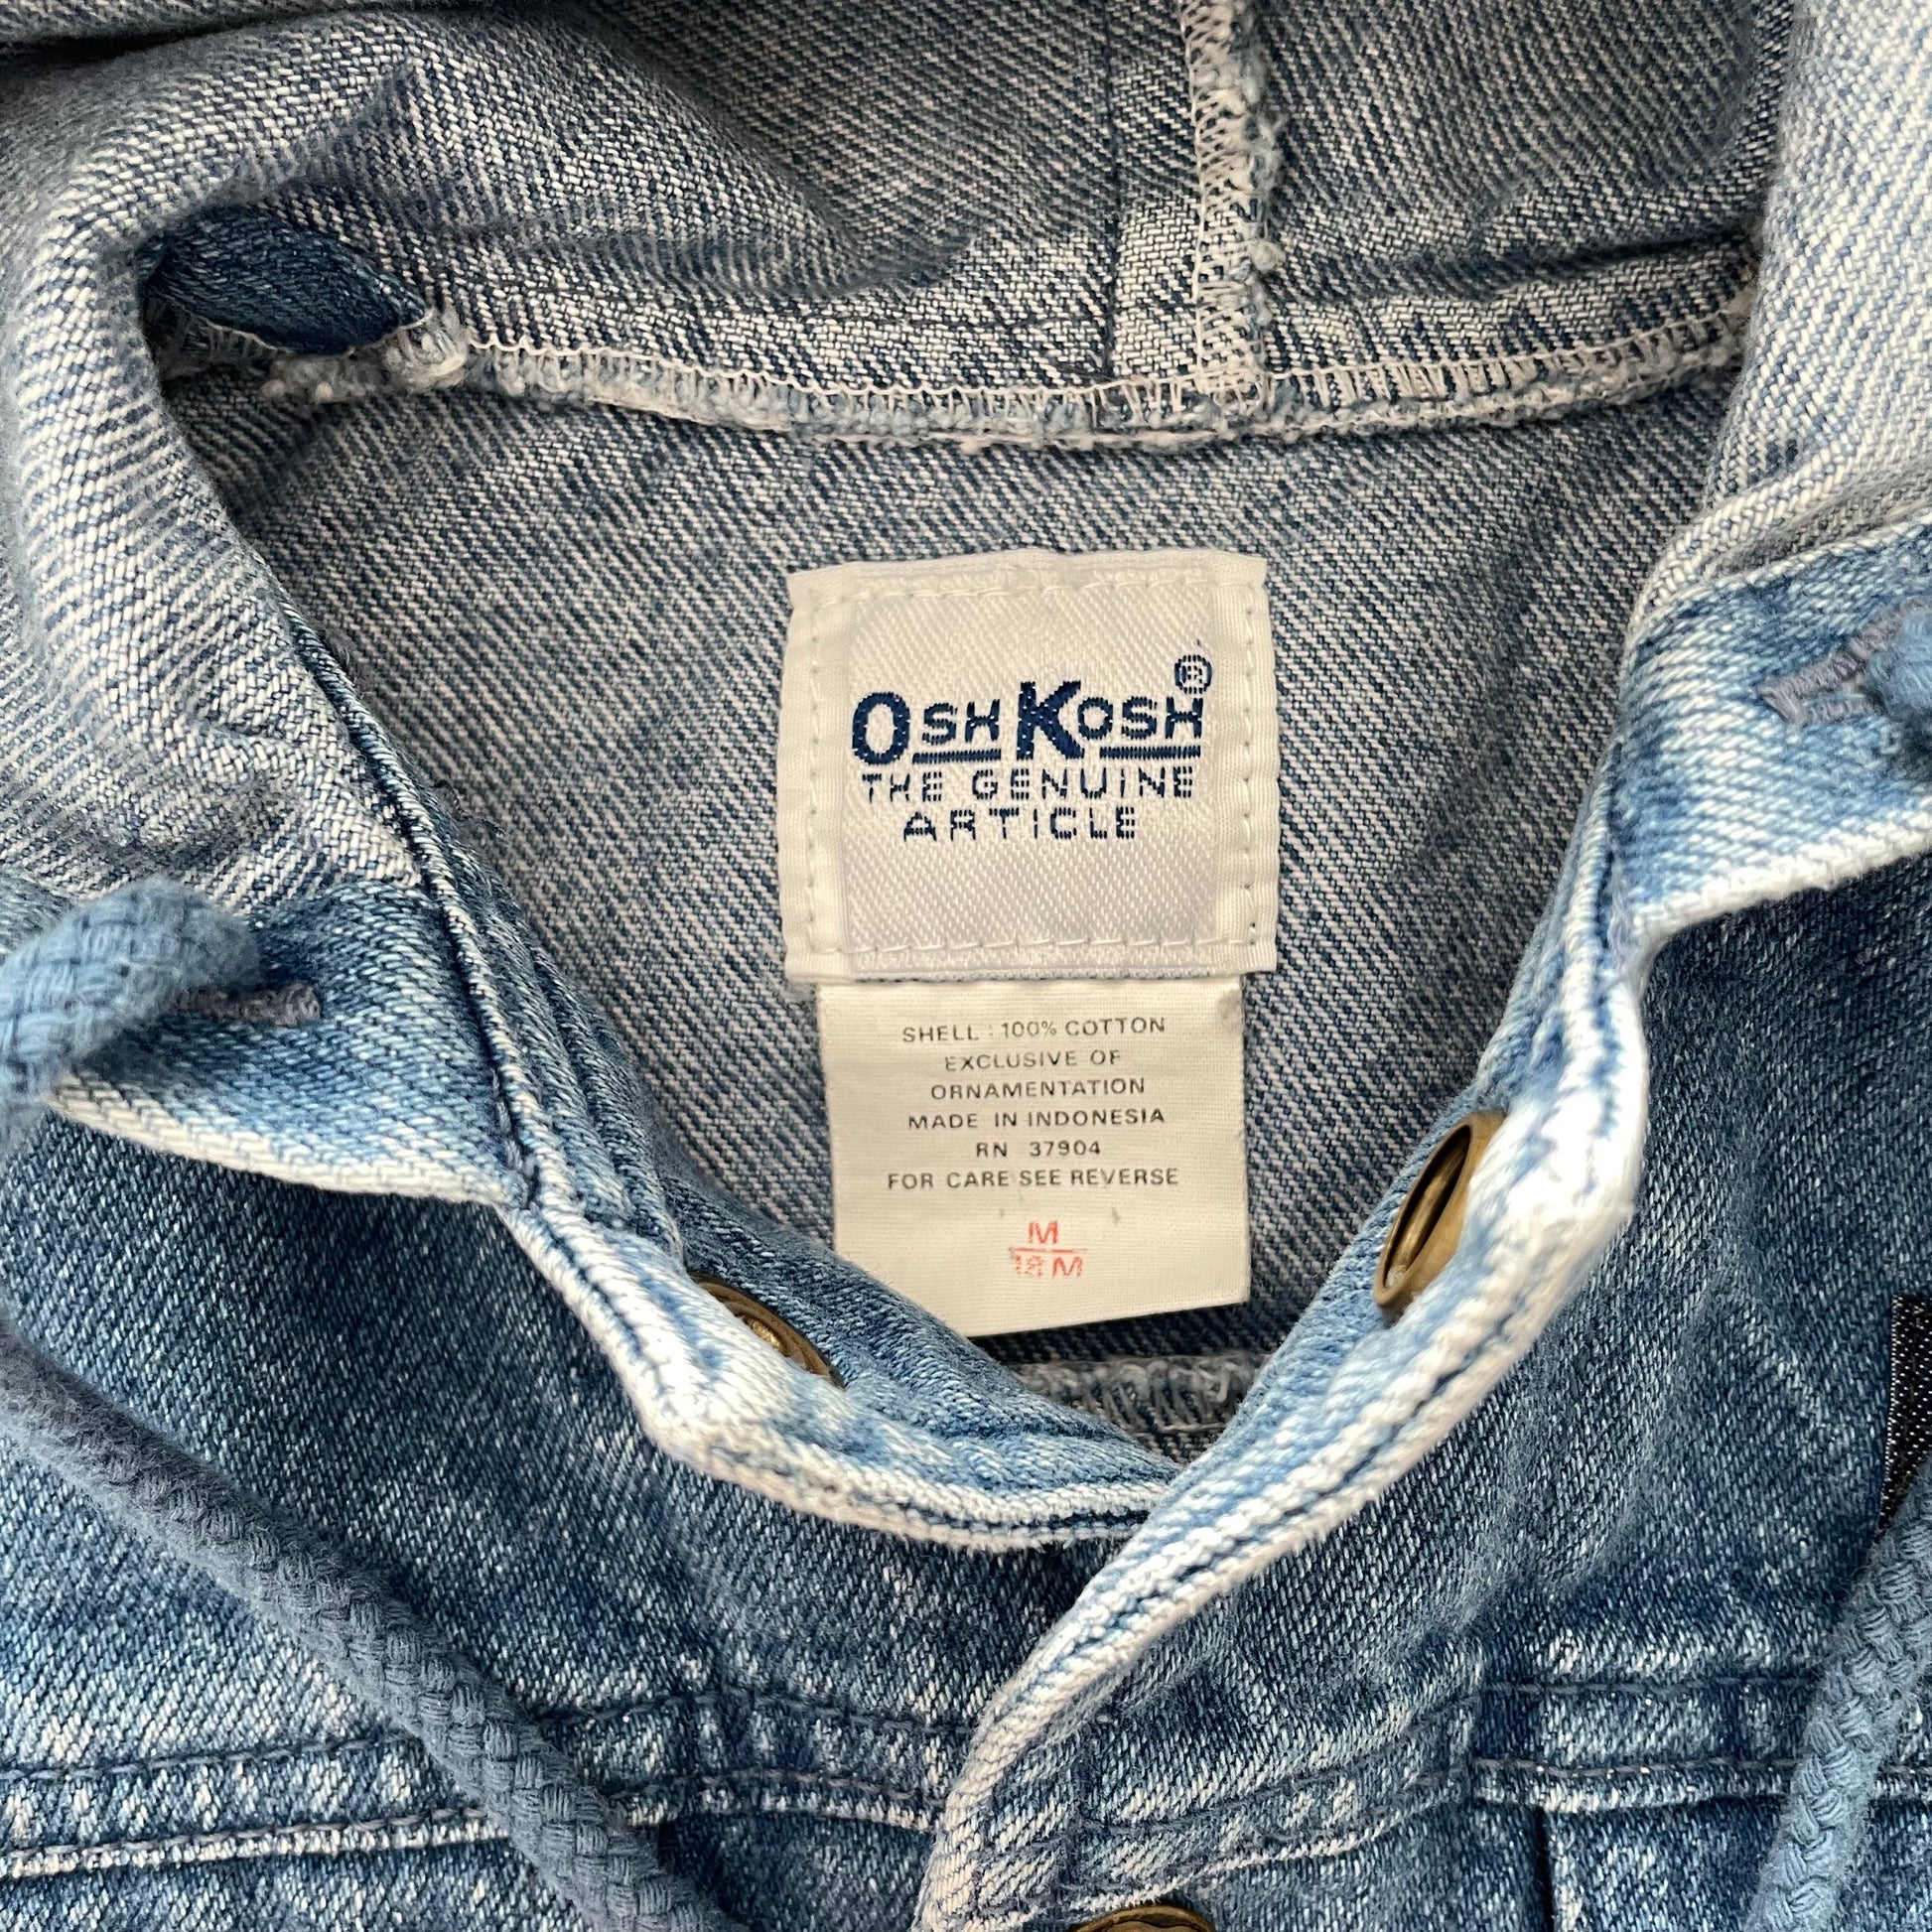 OSHKOSH®
THE GENUINE
ARTICLE
SHELL : 100% COTTON
EXCLUSIVE OF
ORNAMENTATION
MADE IN INDONESIA
RN 37904
FOR CARE SEE REVERSE
M
18 M